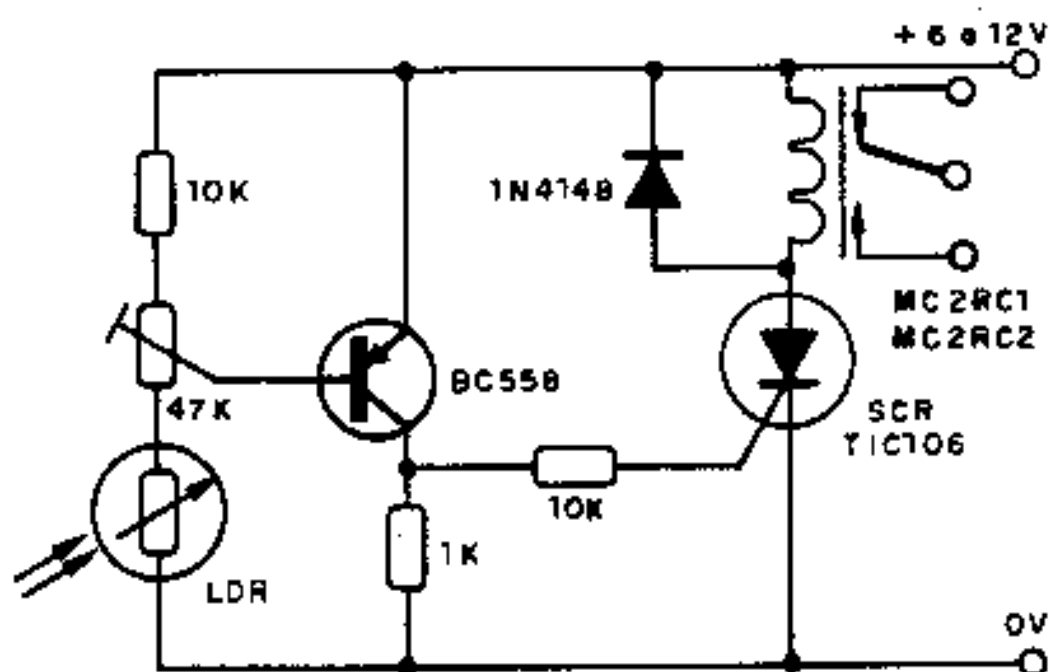 +6 a 12V
10K
1N4148
MC2RC1
MC2RC2
47K
BC558
SCR
TIC106
10K
1K
LDR
0V